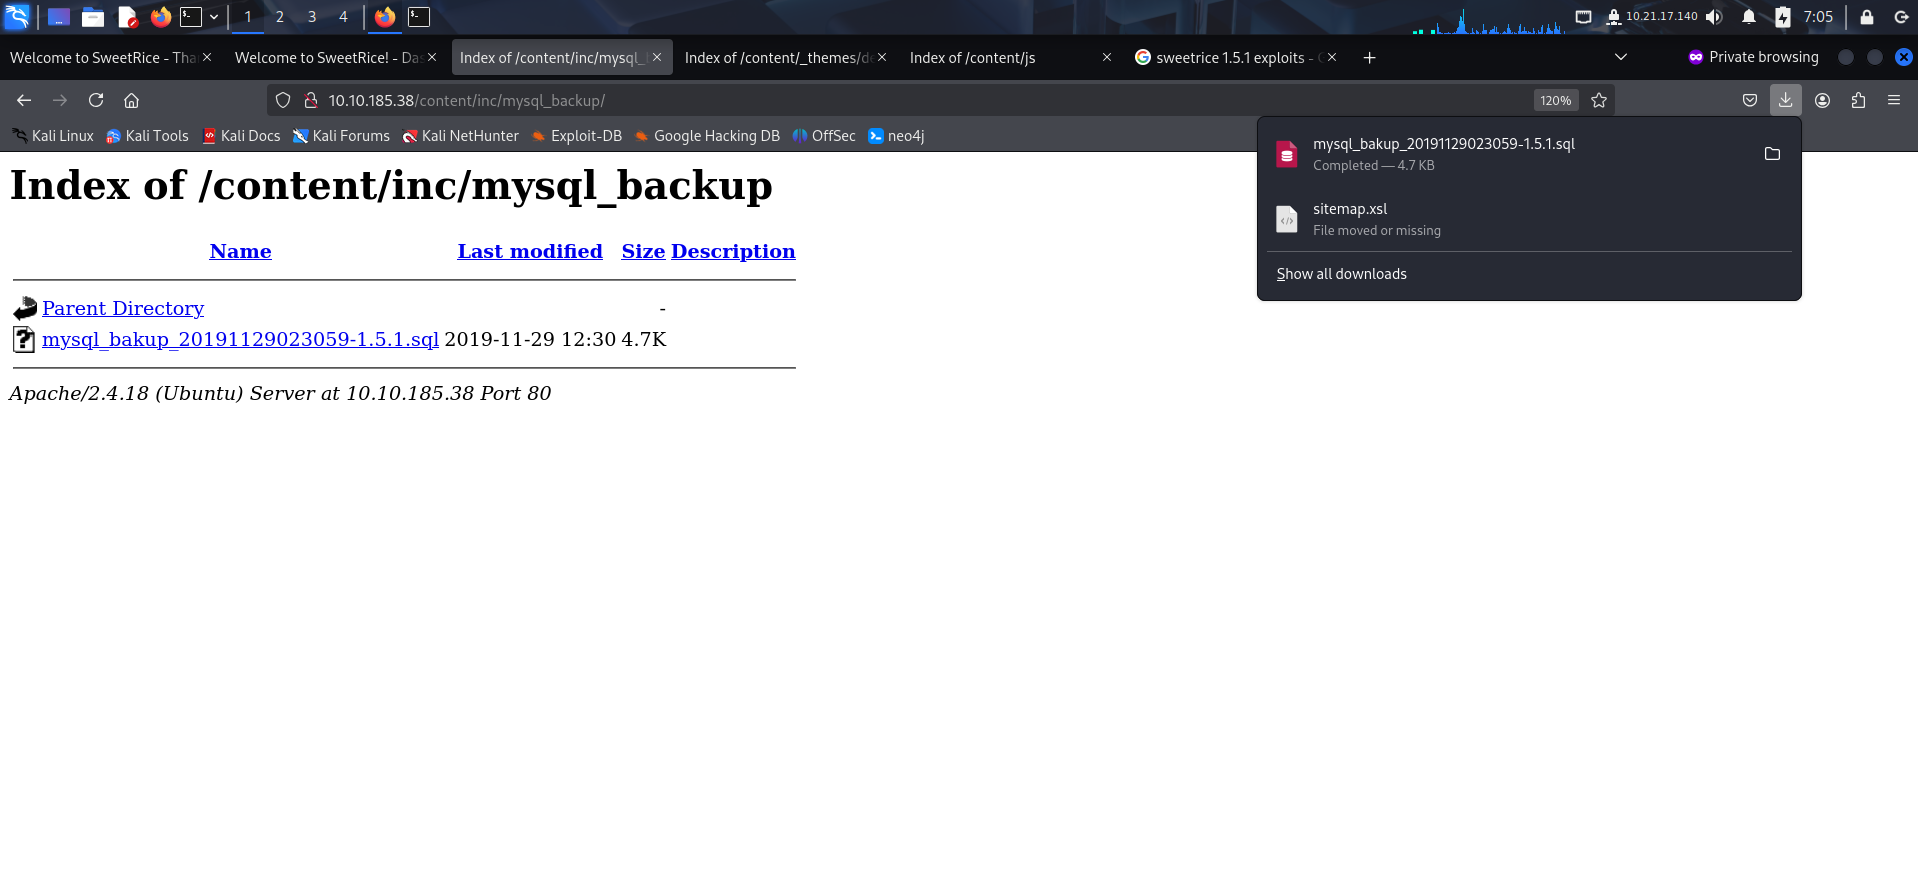 1 2 3 4 10.21.17.140 7:05
Welcome to SweetRice - Tha Welcome to SweetRice! - Das Index of /content/inc/mysql_ Index of /content/_themes/de Index of /content/js sweetrice 1.5.1 exploits - Private browsing
10.10.185.38/content/inc/mysql_backup/ 120%
Kali Linux Kali Tools Kali Docs Kali Forums Kali NetHunter Exploit-DB Google Hacking DB OffSec neo4j
mysql_bakup_20191129023059-1.5.1.sql
Completed — 4.7 KB
sitemap.xsl
File moved or missing
Show all downloads
Index of /content/inc/mysql_backup
Name Last modified Size Description
Parent Directory -
mysql_bakup_20191129023059-1.5.1.sql 2019-11-29 12:30 4.7K
Apache/2.4.18 (Ubuntu) Server at 10.10.185.38 Port 80